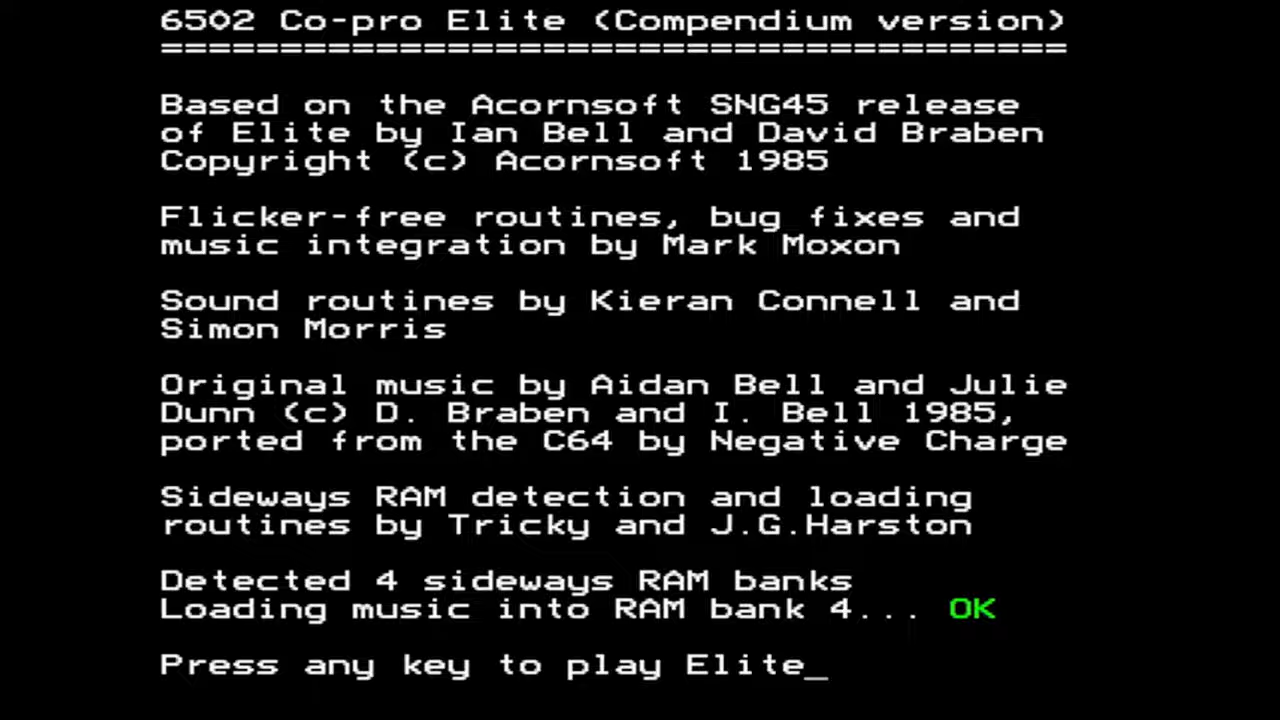 6502 Co-pro Elite (Compendium version)
======================================
Based on the Acornsoft SNG45 release
of Elite by Ian Bell and David Braben
Copyright (c) Acornsoft 1985
Flicker-free routines, bug fixes and
music integration by Mark Moxon
Sound routines by Kieran Connell and
Simon Morris
Original music by Aidan Bell and Julie
Dunn (c) D. Braben and I. Bell 1985,
ported from the C64 by Negative Charge
Sideways RAM detection and loading
routines by Tricky and J.G.Harston
Detected 4 sideways RAM banks
Loading music into RAM bank 4... OK
Press any key to play Elite_